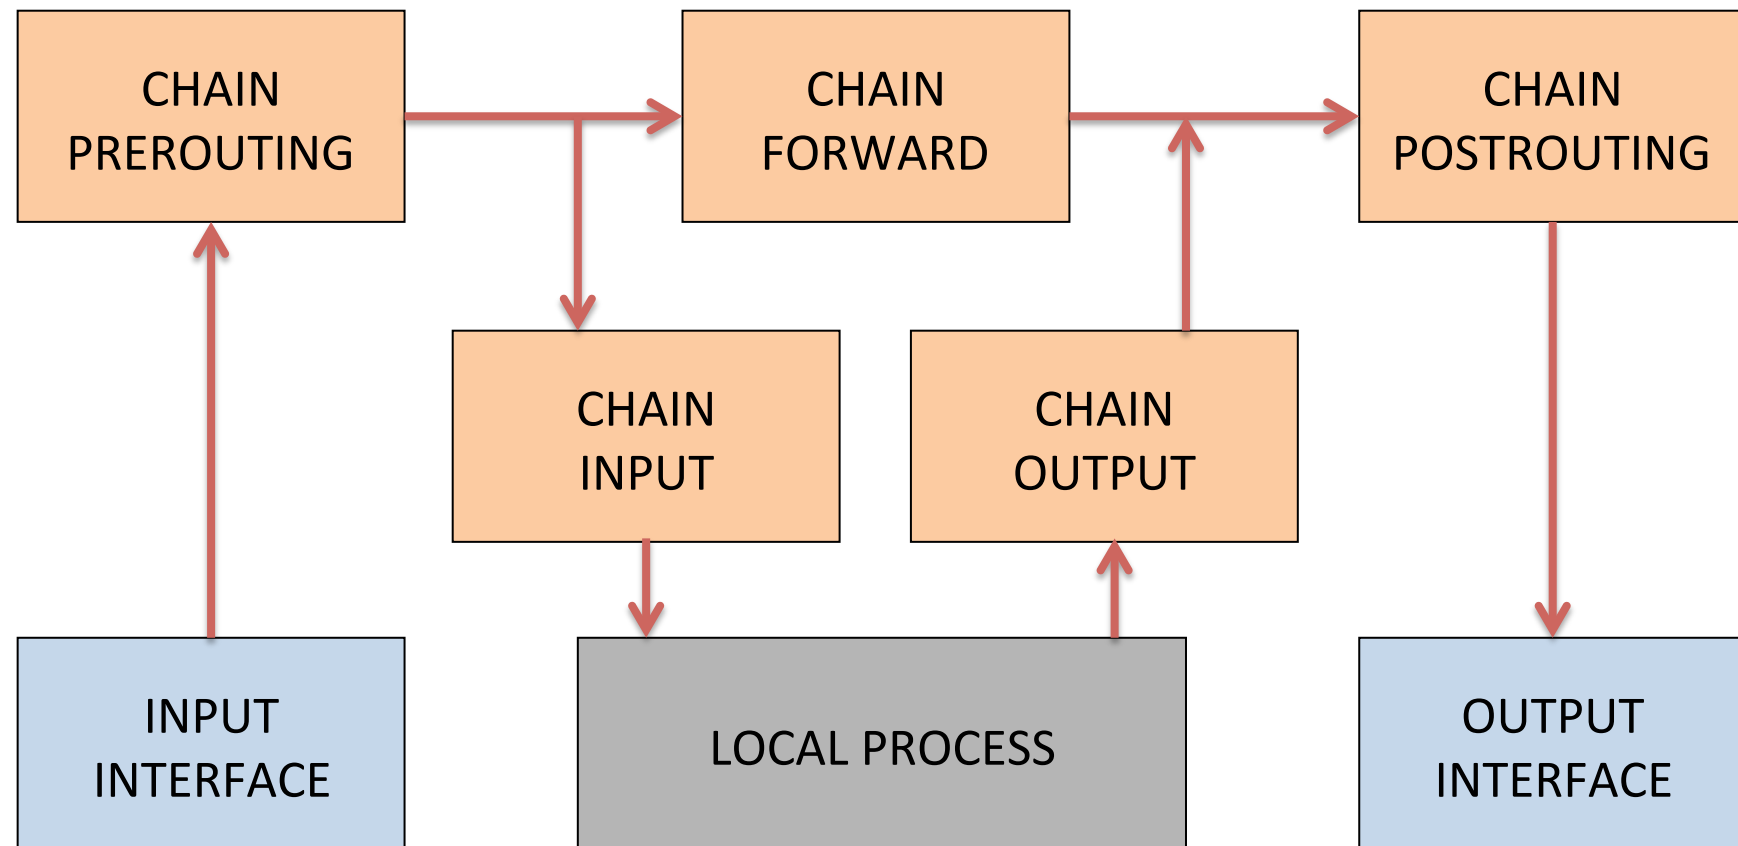 CHAIN
PREROUTING
CHAIN
FORWARD
CHAIN
POSTROUTING
CHAIN
INPUT
CHAIN
OUTPUT
INPUT
INTERFACE
LOCAL PROCESS
OUTPUT
INTERFACE